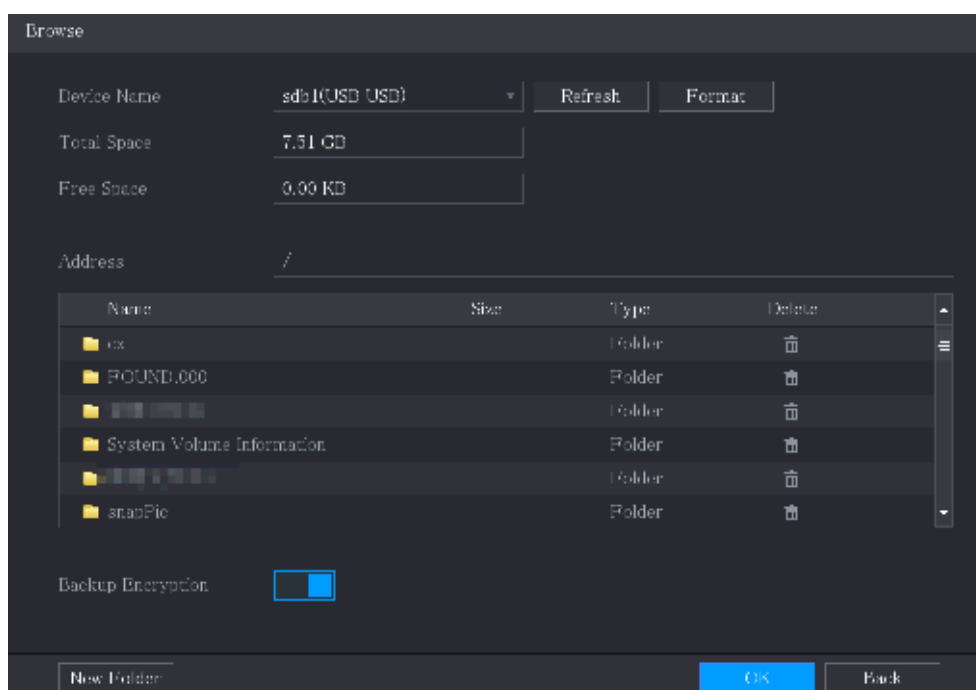 Browse
Device Name sdb1(USB USB) Refresh Format
Total Space 7.51 GB
Free Space 0.00 KB
Address /
Name Size Type Delete
Folder
FOUND.000 Folder
Folder
System Volume Information Folder
Folder
snapPic Folder
Backup Encryption
New Folder OK Back